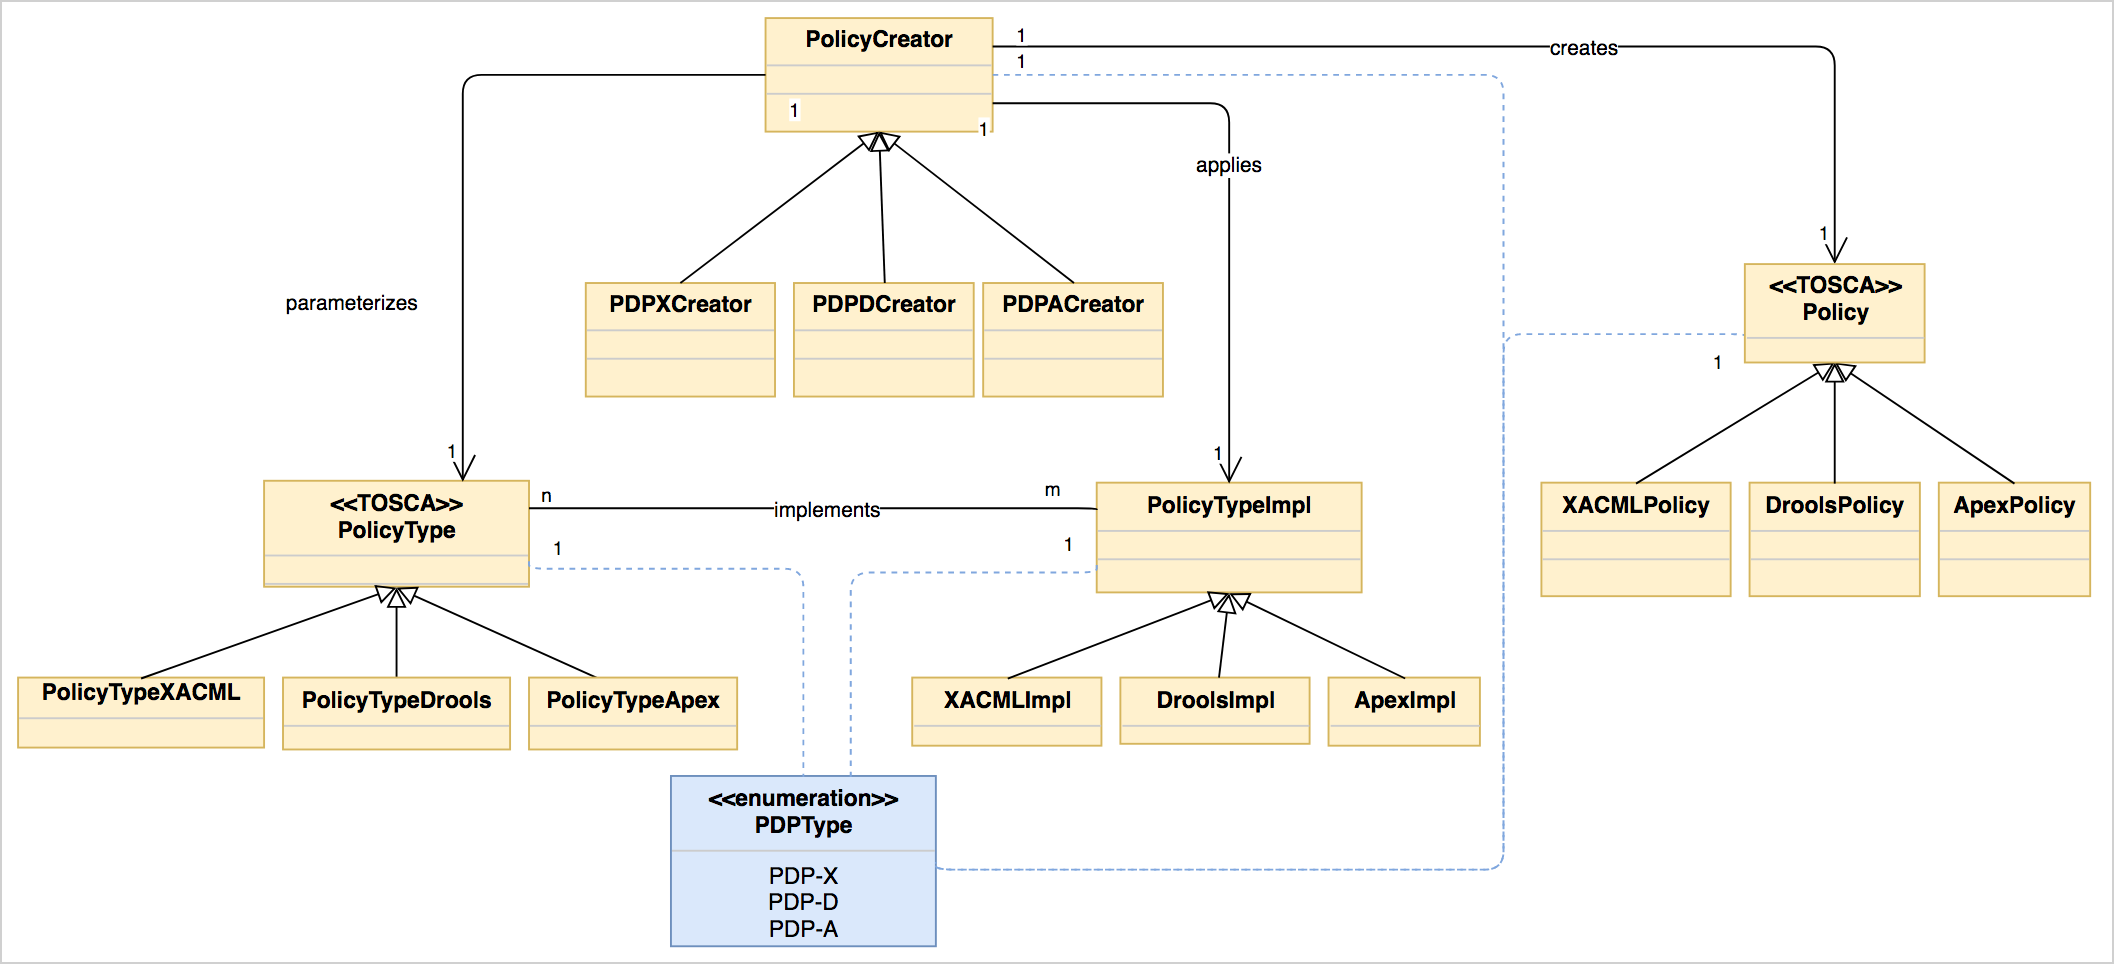 PolicyCreator
1
1
creates
1
1
applies
parameterizes
PDPXCreator
PDPDCreator
PDPACreator
1
<<TOSCA>>
Policy
1
1
1
<<TOSCA>>
PolicyType
n
implements
m
PolicyTypeImpl
1
1
XACMLPolicy
DroolsPolicy
ApexPolicy
PolicyTypeXACML
PolicyTypeDrools
PolicyTypeApex
XACMLImpl
DroolsImpl
ApexImpl
<<enumeration>>
PDPType
PDP-X
PDP-D
PDP-A